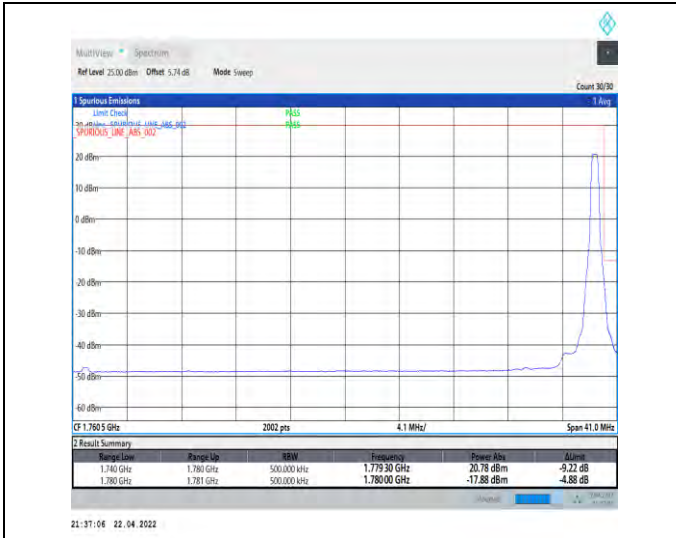 MultiView Spectrum
Ref Level 25.00 dBm Offset 5.74 dB Mode Sweep
Count 30/30
1 Spurious Emissions 1 Avg
Limit Check PASS
SPURIOUS_LINE_ABS_002 PASS
20 dBm
10 dBm
0 dBm
-10 dBm
-20 dBm
-30 dBm
-40 dBm
-50 dBm
-60 dBm
CF 1.7605 GHz 2002 pts 4.1 MHz/ Span 41.0 MHz
2 Result Summary
Range Low Range Up RBW Frequency Power Abs ΔLimit
1.740 GHz 1.780 GHz 500.000 kHz 1.77930 GHz 20.78 dBm -9.22 dB
1.780 GHz 1.781 GHz 500.000 kHz 1.78000 GHz -17.88 dBm -4.88 dB
21:37:06 22.04.2022